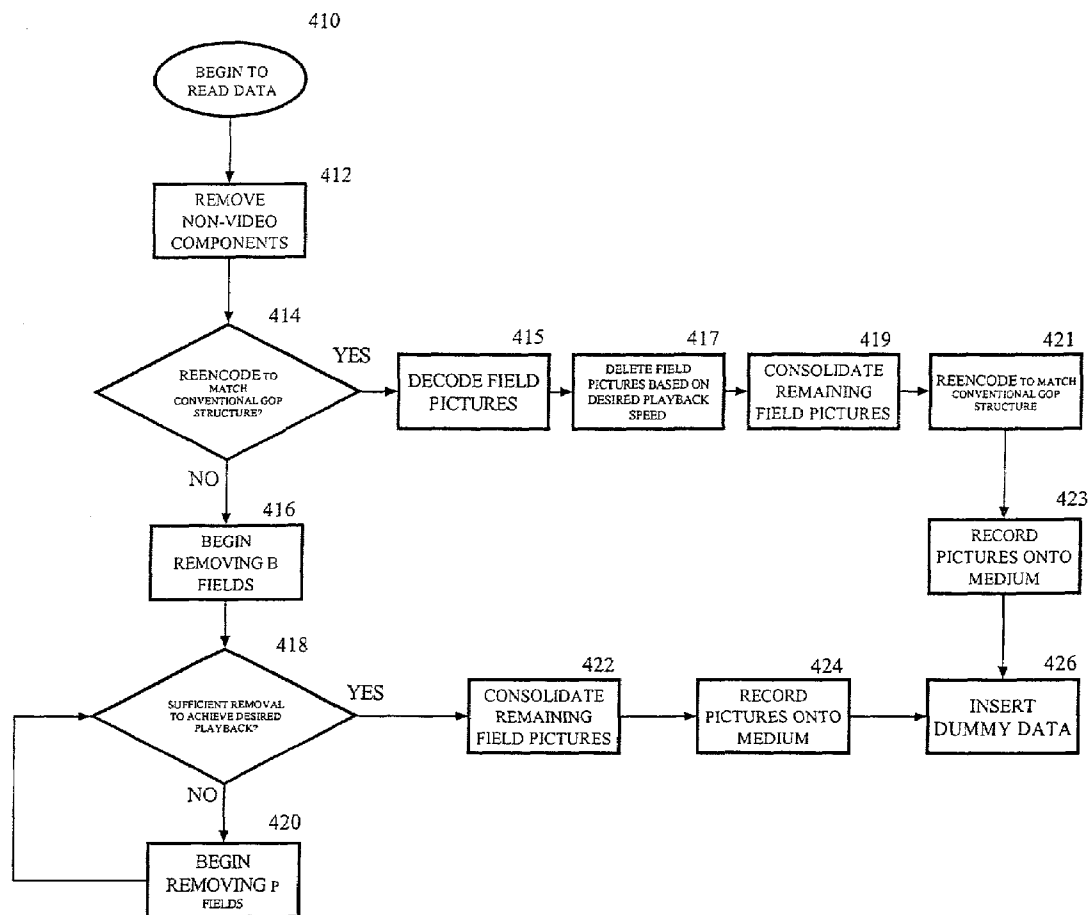 410
BEGIN TO
READ DATA
412
REMOVE
NON-VIDEO
COMPONENTS
414
REENCODE TO
MATCH
CONVENTIONAL GOP
STRUCTURE?
YES
415
DECODE FIELD
PICTURES
417
DELETE FIELD
PICTURES BASED ON
DESIRED PLAYBACK
SPEED
419
CONSOLIDATE
REMAINING
FIELD PICTURES
421
REENCODE TO MATCH
CONVENTIONAL GOP
STRUCTURE
NO
416
BEGIN
REMOVING B
FIELDS
423
RECORD
PICTURES ONTO
MEDIUM
418
SUFFICIENT REMOVAL
TO ACHIEVE DESIRED
PLAYBACK?
YES
422
CONSOLIDATE
REMAINING
FIELD PICTURES
424
RECORD
PICTURES ONTO
MEDIUM
426
INSERT
DUMMY DATA
NO
420
BEGIN
REMOVING P
FIELDS